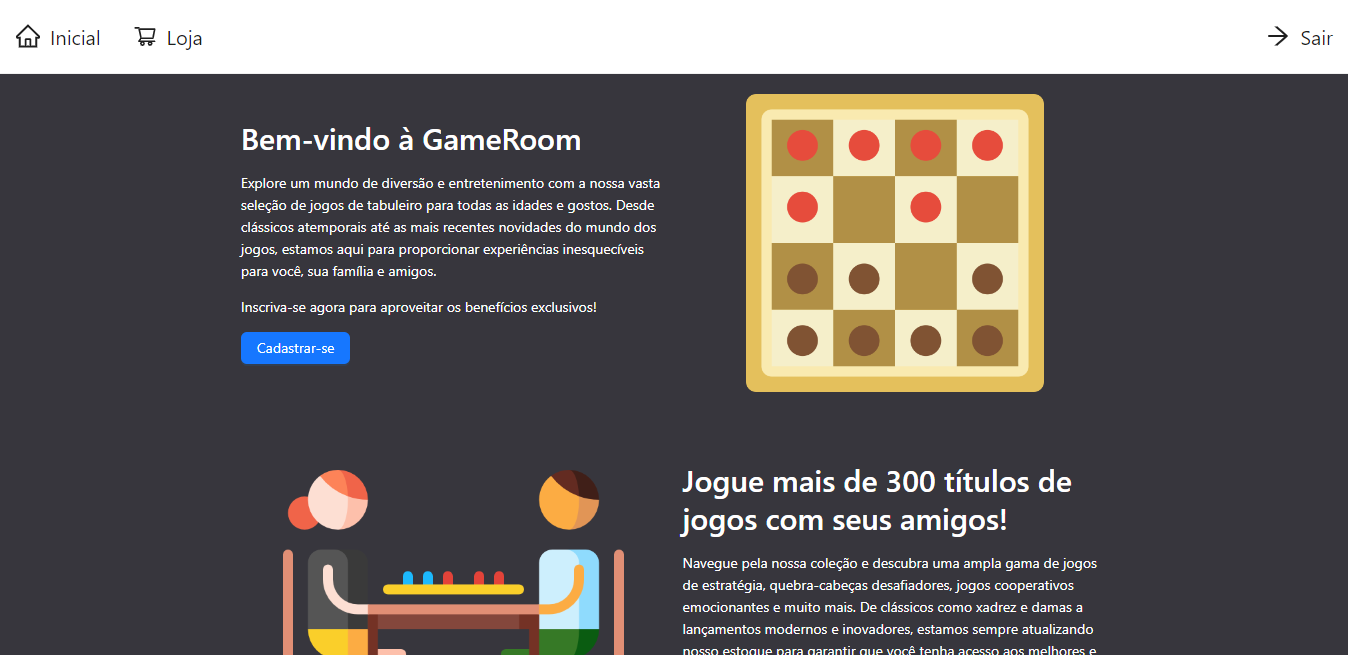 Inicial
Loja
Sair
Bem-vindo à GameRoom
Explore um mundo de diversão e entretenimento com a nossa vasta
seleção de jogos de tabuleiro para todas as idades e gostos. Desde
clássicos atemporais até as mais recentes novidades do mundo dos
jogos, estamos aqui para proporcionar experiências inesquecíveis
para você, sua família e amigos.
Inscriva-se agora para aproveitar os benefícios exclusivos!
Cadastrar-se
Jogue mais de 300 títulos de
jogos com seus amigos!
Navegue pela nossa coleção e descubra uma ampla gama de jogos
de estratégia, quebra-cabeças desafiadores, jogos cooperativos
emocionantes e muito mais. De clássicos como xadrez e damas a
lançamentos modernos e inovadores, estamos sempre atualizando
nosso estoque para garantir que você tenha acesso aos melhores e